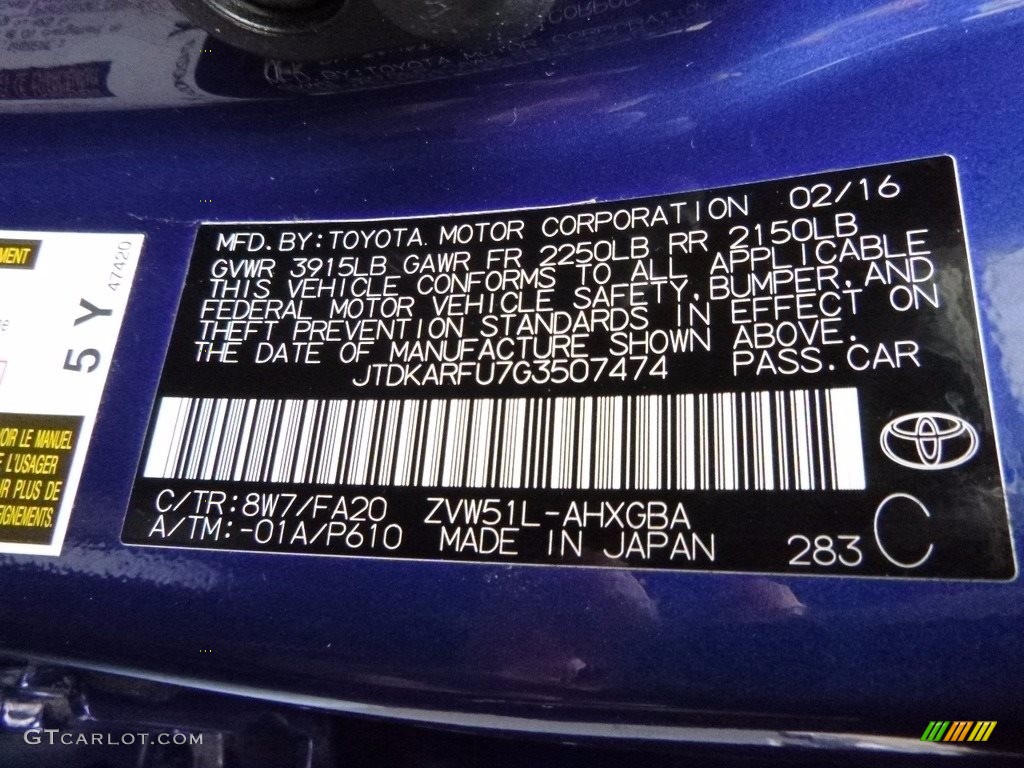 MFD. BY: TOYOTA MOTOR CORPORATION 02/16
GVWR 3915LB GAWR FR 2250LB RR 2150LB
THIS VEHICLE CONFORMS TO ALL APPLICABLE
FEDERAL MOTOR VEHICLE SAFETY, BUMPER, AND
THEFT PREVENTION STANDARDS IN EFFECT ON
THE DATE OF MANUFACTURE SHOWN ABOVE.
JTDKARFU7G3507474 PASS. CAR
C/TR: 8W7/FA20 ZVW51L-AHXGBA
A/TM: -01A/P610 MADE IN JAPAN 283 C
5 Y
47420
LE MANUEL
L'USAGER
PLUS DE
GTCARLOT.COM